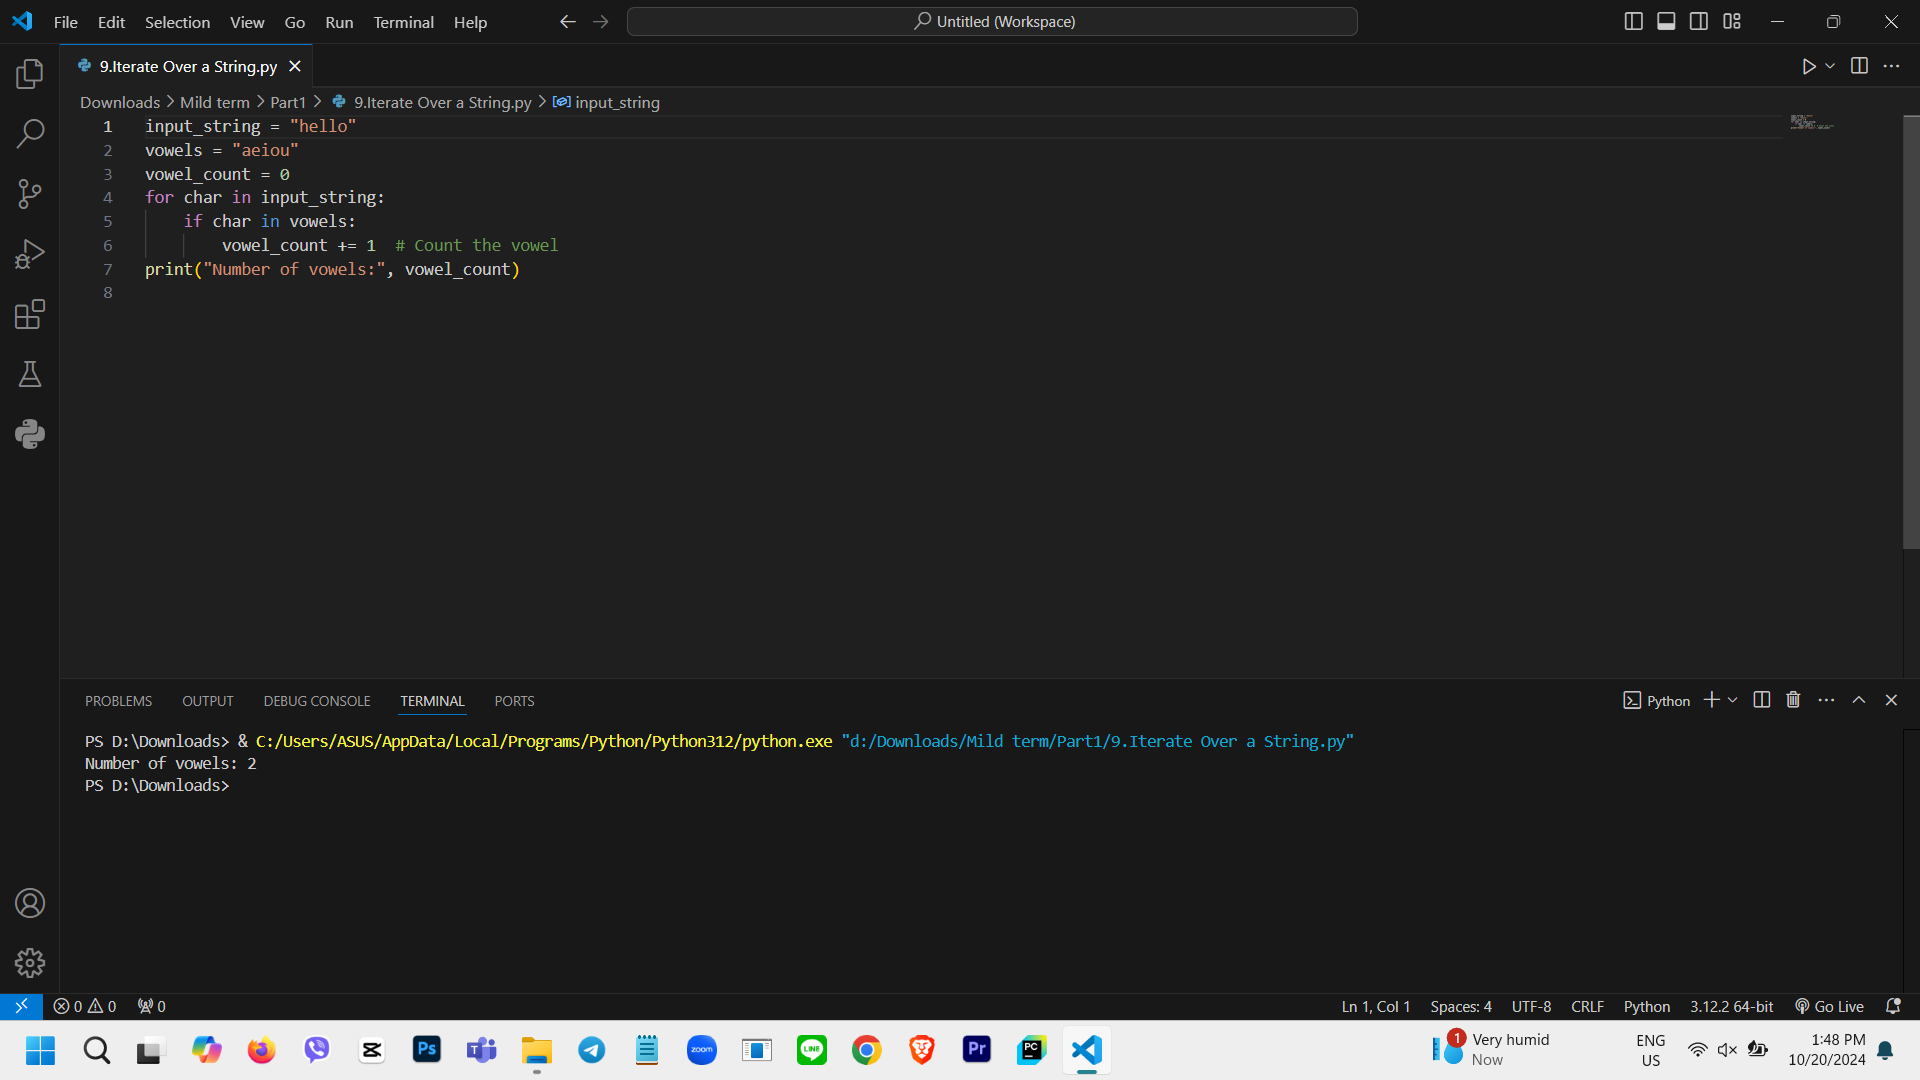 File Edit Selection View Go Run Terminal Help
Untitled (Workspace)
9.Iterate Over a String.py
Downloads > Mild term > Part1 > 9.Iterate Over a String.py > input_string
1 input_string = "hello"
2 vowels = "aeiou"
3 vowel_count = 0
4 for char in input_string:
5     if char in vowels:
6         vowel_count += 1  # Count the vowel
7 print("Number of vowels:", vowel_count)
8
PROBLEMS OUTPUT DEBUG CONSOLE TERMINAL PORTS
Python
PS D:\Downloads> & C:/Users/ASUS/AppData/Local/Programs/Python/Python312/python.exe "d:/Downloads/Mild term/Part1/9.Iterate Over a String.py"
Number of vowels: 2
PS D:\Downloads>
0 0 0
Ln 1, Col 1 Spaces: 4 UTF-8 CRLF Python 3.12.2 64-bit Go Live
Ps T zoom LINE Pr PC
1 Very humid
Now
ENG
US
1:48 PM
10/20/2024